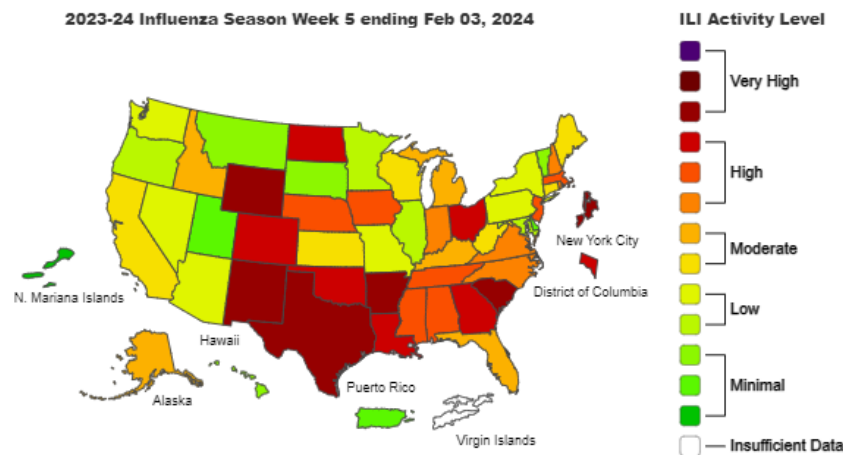 2023-24 Influenza Season Week 5 ending Feb 03, 2024
ILI Activity Level
Very High
High
Moderate
Low
Minimal
Insufficient Data
New York City
District of Columbia
N. Mariana Islands
Hawaii
Alaska
Puerto Rico
Virgin Islands